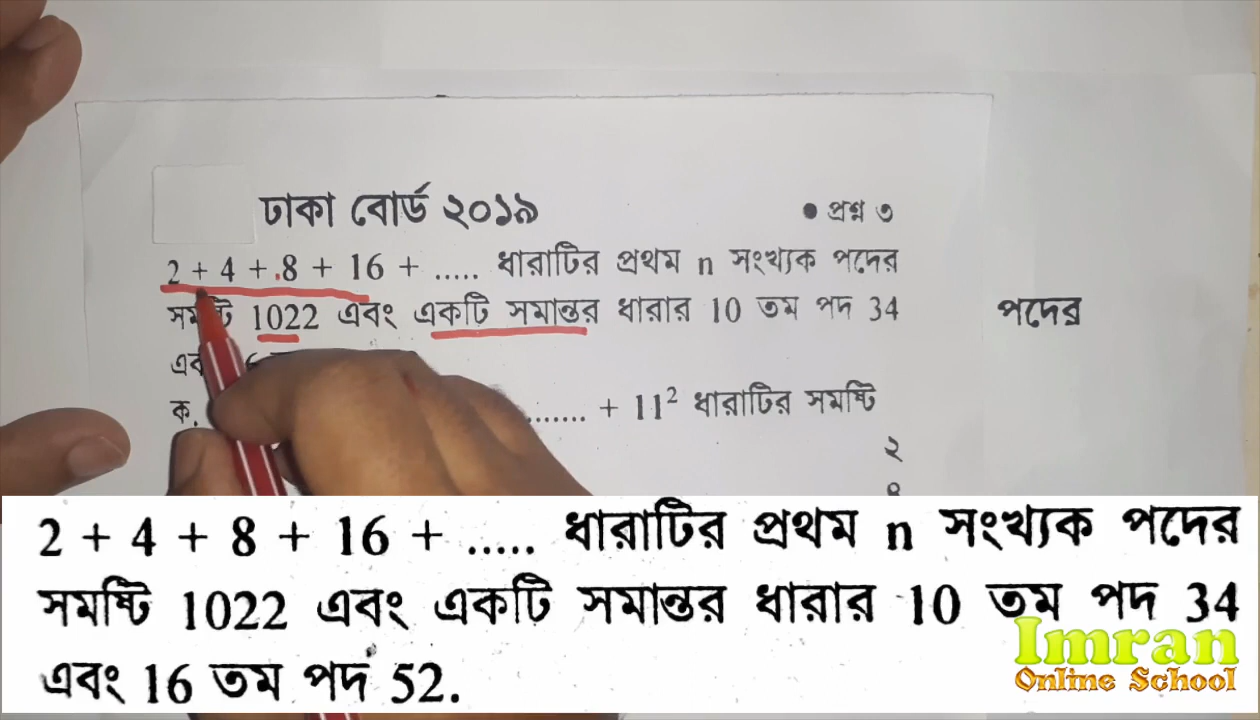 ঢাকা বোর্ড ২০১৯
● প্রশ্ন ৩
2 + 4 + 8 + 16 + ..... ধারাটির প্রথম n সংখ্যক পদের
সমষ্টি 1022 এবং একটি সমান্তর ধারার 10 তম পদ 34
পদের
ক. ........ + 11² ধারাটির সমষ্টি
২
2 + 4 + 8 + 16 + ..... ধারাটির প্রথম n সংখ্যক পদের
সমষ্টি 1022 এবং একটি সমান্তর ধারার 10 তম পদ 34
এবং 16 তম পদ 52.
Imran
Online School